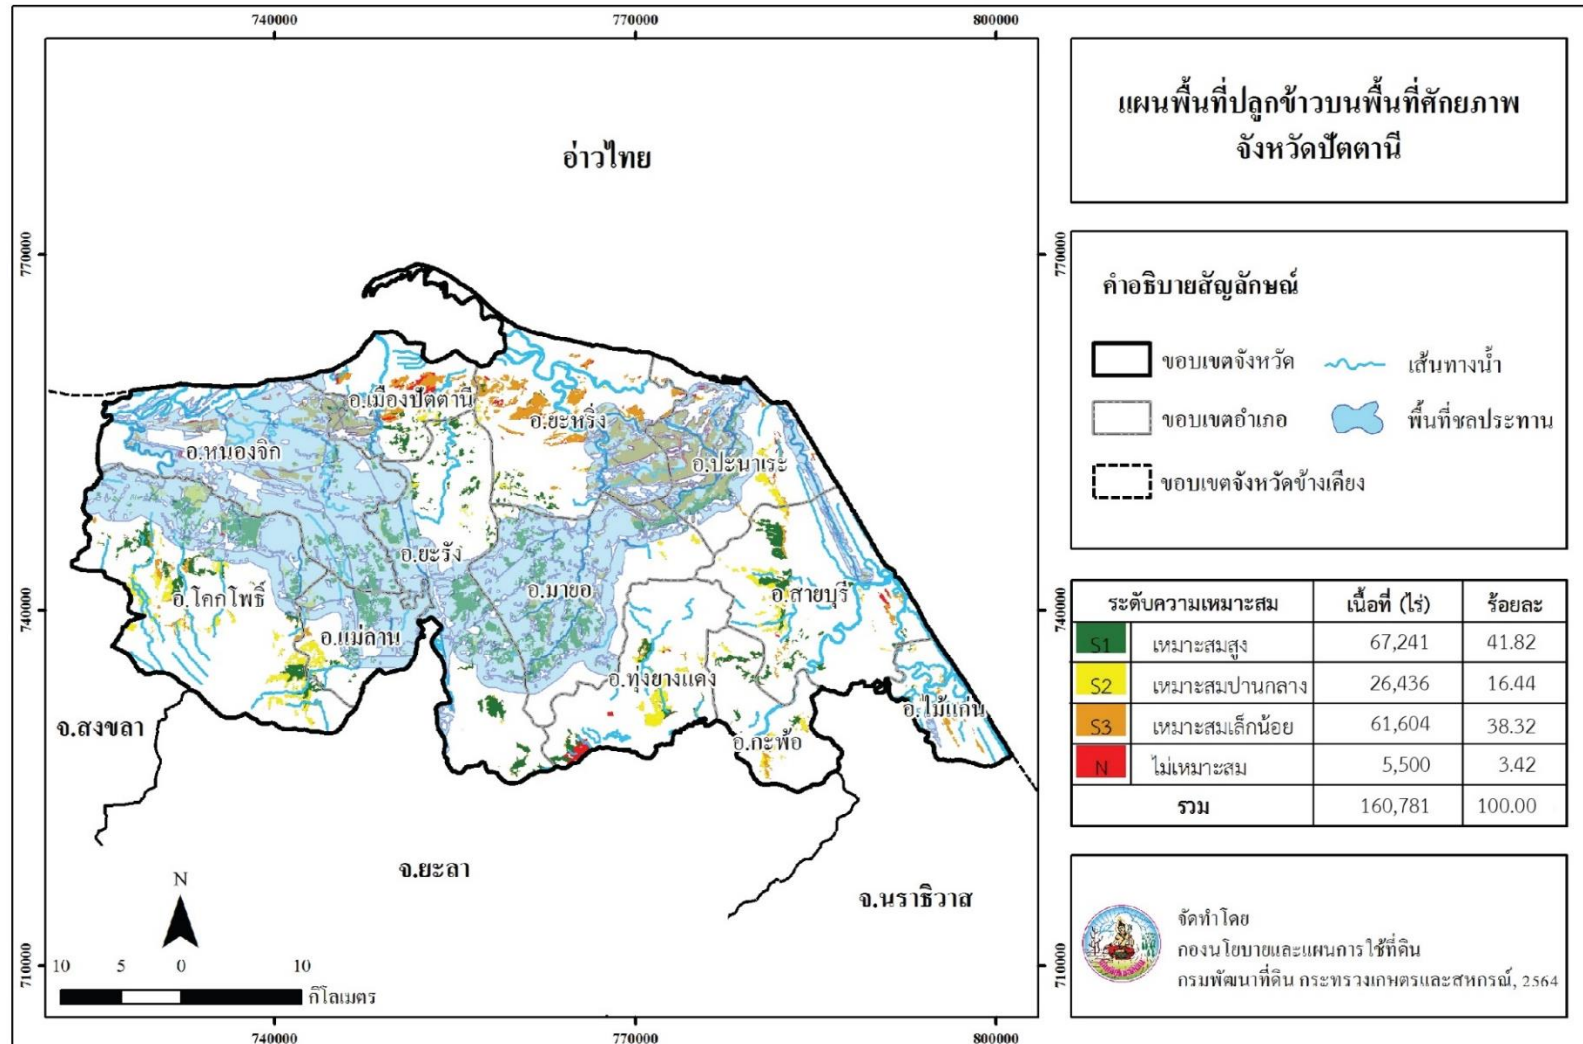 740000
770000
800000
แผนพื้นที่ปลูกข้าวบนพื้นที่ศักยภาพ
จังหวัดปัตตานี
อ่าวไทย
770000
770000
คำอธิบายสัญลักษณ์
ขอบเขตจังหวัด
เส้นทางน้ำ
ขอบเขตอำเภอ
พื้นที่ชลประทาน
ขอบเขตจังหวัดข้างเคียง
อ.เมืองปัตตานี
อ.ยะหริ่ง
อ.หนองจิก
อ.ปะนาเระ
อ.ยะรัง
อ.มายอ
อ.สายบุรี
อ.โคกโพธิ์
อ.แม่ลาน
อ.ทุ่งยางแดง
อ.ไม้แก่น
อ.กะพ้อ
จ.สงขลา
จ.ยะลา
จ.นราธิวาส
740000
740000
ระดับความเหมาะสม เนื้อที่ (ไร่) ร้อยละ
S1 เหมาะสมสูง 67,241 41.82
S2 เหมาะสมปานกลาง 26,436 16.44
S3 เหมาะสมเล็กน้อย 61,604 38.32
N ไม่เหมาะสม 5,500 3.42
รวม 160,781 100.00
N
10 5 0 10
กิโลเมตร
710000
710000
จัดทำโดย
กองนโยบายและแผนการใช้ที่ดิน
กรมพัฒนาที่ดิน กระทรวงเกษตรและสหกรณ์, 2564
740000
770000
800000